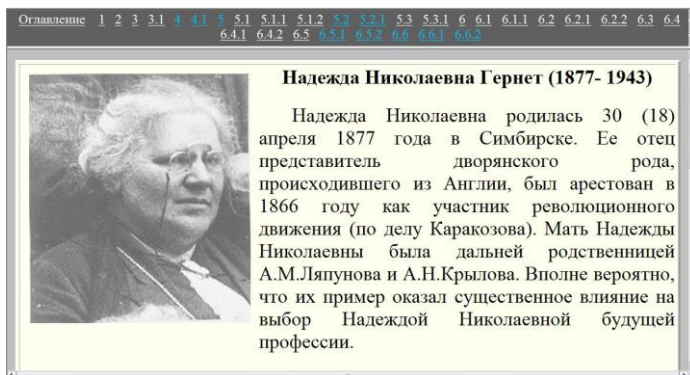 Оглавление 1 2 3 3.1 4 4.1 5 5.1 5.1.1 5.1.2 5.2 5.2.1 5.3 5.3.1 6 6.1 6.1.1 6.2 6.2.1 6.2.2 6.3 6.4
6.4.1 6.4.2 6.5 6.5.1 6.5.2 6.6 6.6.1 6.6.2
Надежда Николаевна Гернет (1877- 1943)
Надежда Николаевна родилась 30 (18)
апреля 1877 года в Симбирске. Ее отец
представитель дворянского рода,
происходившего из Англии, был арестован в
1866 году как участник революционного
движения (по делу Каракозова). Мать Надежды
Николаевны была дальней родственницей
А.М.Ляпунова и А.Н.Крылова. Вполне вероятно,
что их пример оказал существенное влияние на
выбор Надеждой Николаевной будущей
профессии.